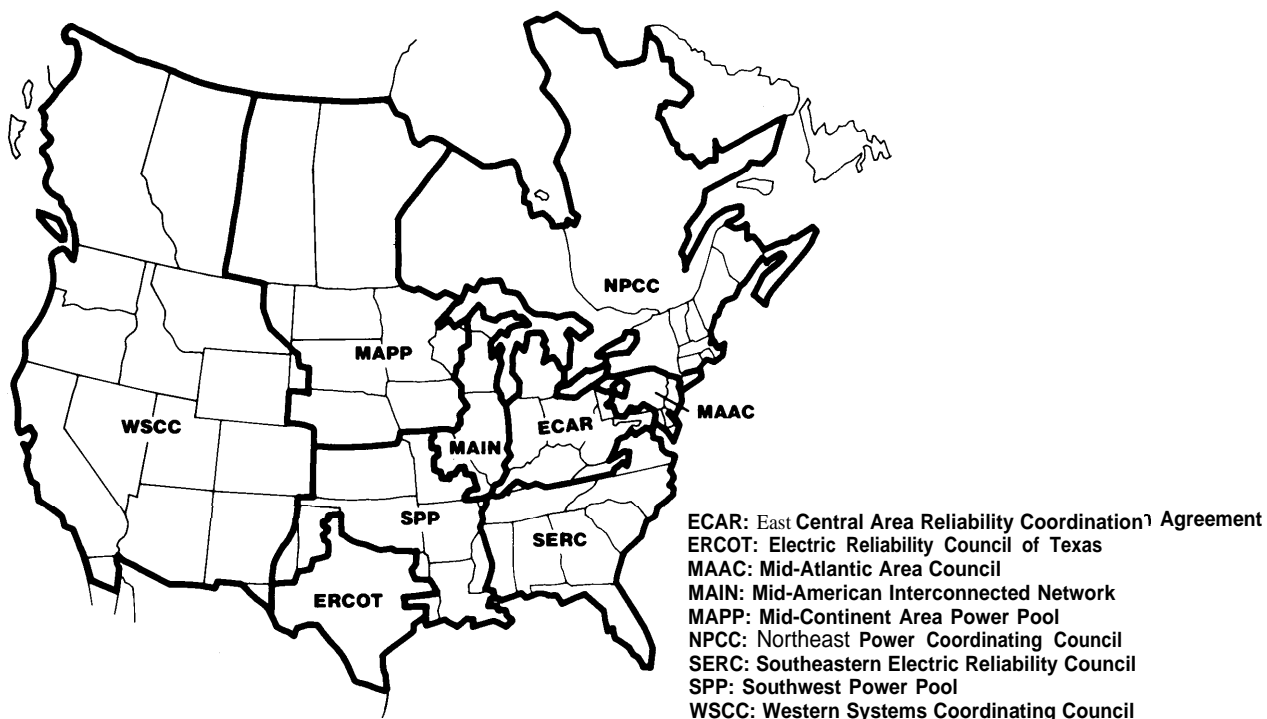 NPCC
MAPP
MAAC
WSCC
ECAR
MAIN
SPP
SERC
ERCOT
ECAR: East Central Area Reliability Coordination Agreement
ERCOT: Electric Reliability Council of Texas
MAAC: Mid-Atlantic Area Council
MAIN: Mid-American Interconnected Network
MAPP: Mid-Continent Area Power Pool
NPCC: Northeast Power Coordinating Council
SERC: Southeastern Electric Reliability Council
SPP: Southwest Power Pool
WSCC: Western Systems Coordinating Council